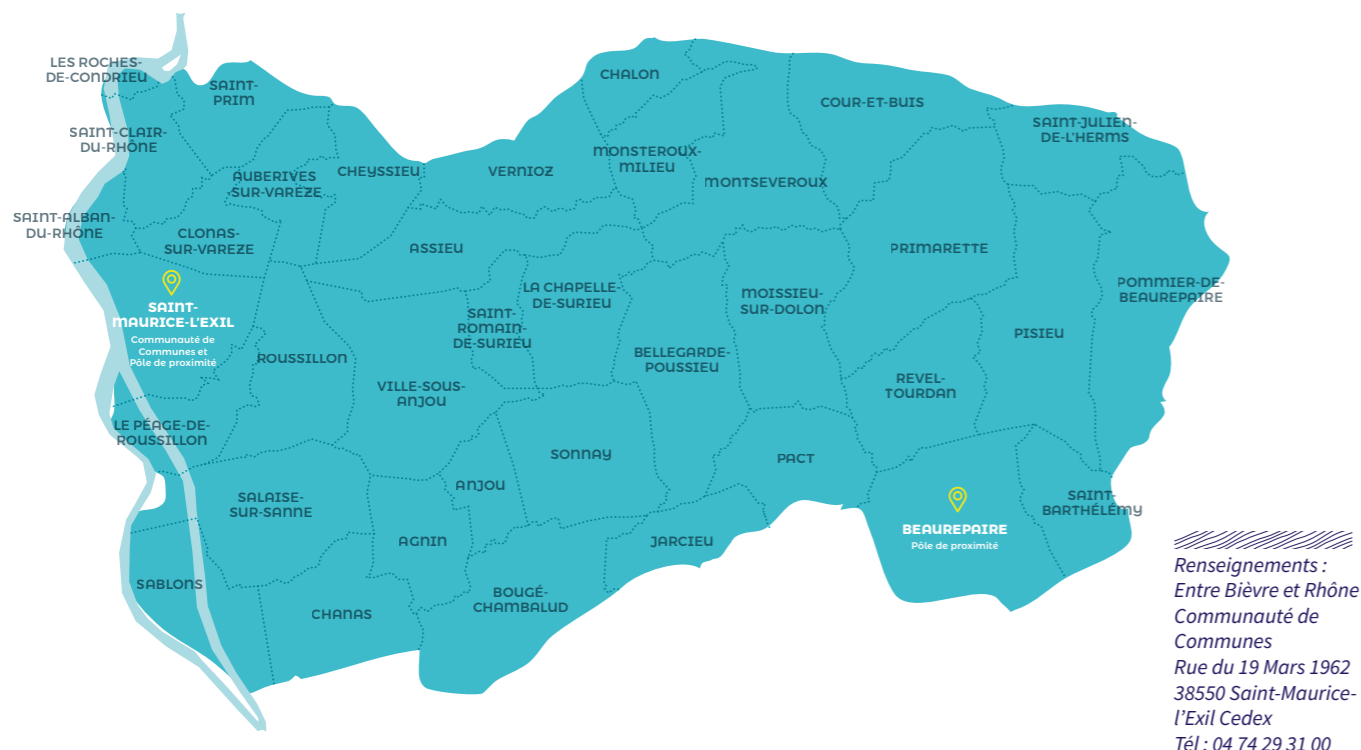 LES ROCHES-
DE-CONDRIEU
SAINT-
PRIM
CHALON
COUR-ET-BUIS
SAINT-CLAIR-
DU-RHÔNE
SAINT-JULIEN-
DE-L'HERMS
AUBERIVES
SUR-VARÈZE
CHEYSSIEU
VERNIOZ
MONSTEROUX-
MILIEU
MONTSEVEROUX
SAINT-ALBAN-
DU-RHÔNE
CLONAS-
SUR-VAREZE
ASSIEU
PRIMARETTE
SAINT-
MAURICE-L'EXIL
Communauté de
Communes et
Pôle de proximité
LA CHAPELLE-
DE-SURIEU
MOISSIEU-
SUR-DOLON
POMMIER-DE-
BEAUREPAIRE
SAINT-
ROMAIN-
DE-SURIEU
PISIEU
ROUSSILLON
BELLEGARDE-
POUSSIEU
VILLE-SOUS-
ANJOU
REVEL-
TOURDAN
LE PÉAGE-DE-
ROUSSILLON
SONNAY
PACT
ANJOU
SALAISE-
SUR-SANNE
SAINT-
BARTHÉLÉMY
BEAUREPAIRE
Pôle de proximité
AGNIN
JARCIEU
SABLONS
BOUGÉ-
CHAMBALUD
CHANAS
Renseignements :
Entre Bièvre et Rhône
Communauté de
Communes
Rue du 19 Mars 1962
38550 Saint-Maurice-
l'Exil Cedex
Tél : 04 74 29 31 00